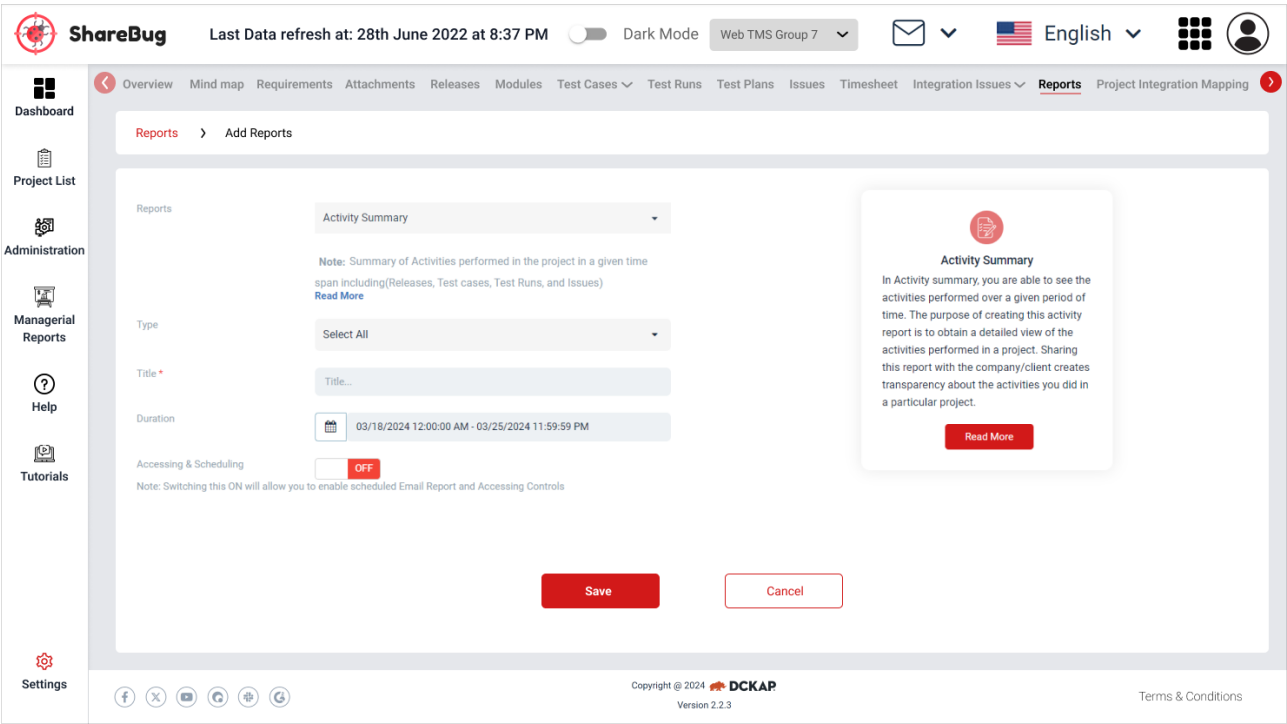 ShareBug
Last Data refresh at: 28th June 2022 at 8:37 PM
Dark Mode
Web TMS Group 7
English
Overview Mind map Requirements Attachments Releases Modules Test Cases Test Runs Test Plans Issues Timesheet Integration Issues Reports Project Integration Mapping
Dashboard
Project List
Administration
Managerial
Reports
Help
Tutorials
Settings
Reports > Add Reports
Reports
Activity Summary
Note: Summary of Activities performed in the project in a given time
span including(Releases, Test cases, Test Runs, and Issues)
Read More
Type
Select All
Title *
Title...
Duration
03/18/2024 12:00:00 AM - 03/25/2024 11:59:59 PM
Accessing & Scheduling
OFF
Note: Switching this ON will allow you to enable scheduled Email Report and Accessing Controls
Activity Summary
In Activity summary, you are able to see the
activities performed over a given period of
time. The purpose of creating this activity
report is to obtain a detailed view of the
activities performed in a project. Sharing
this report with the company/client creates
transparency about the activities you did in
a particular project.
Read More
Save
Cancel
Copyright @ 2024 DCKAP
Version 2.2.3
Terms & Conditions